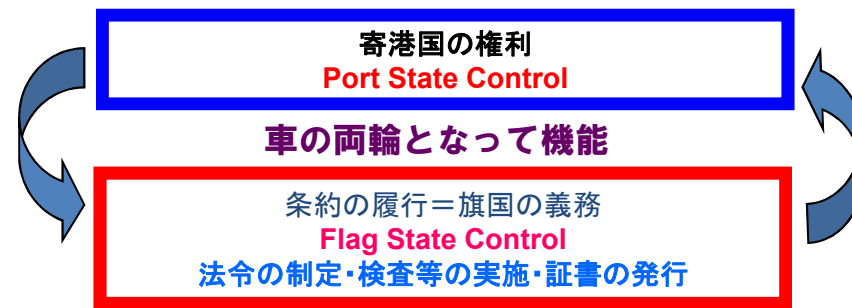 寄港国の権利
Port State Control
車の両輪となって機能
条約の履行＝旗国の義務
Flag State Control
法令の制定･検査等の実施･証書の発行